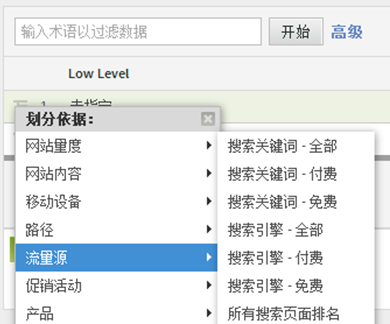 输入术语以过滤数据
开始
高级
Low Level
1. 未指定
划分依据：
网站量度
网站内容
移动设备
路径
流量源
促销活动
产品
搜索关键词 - 全部
搜索关键词 - 付费
搜索关键词 - 免费
搜索引擎 - 全部
搜索引擎 - 付费
搜索引擎 - 免费
所有搜索页面排名